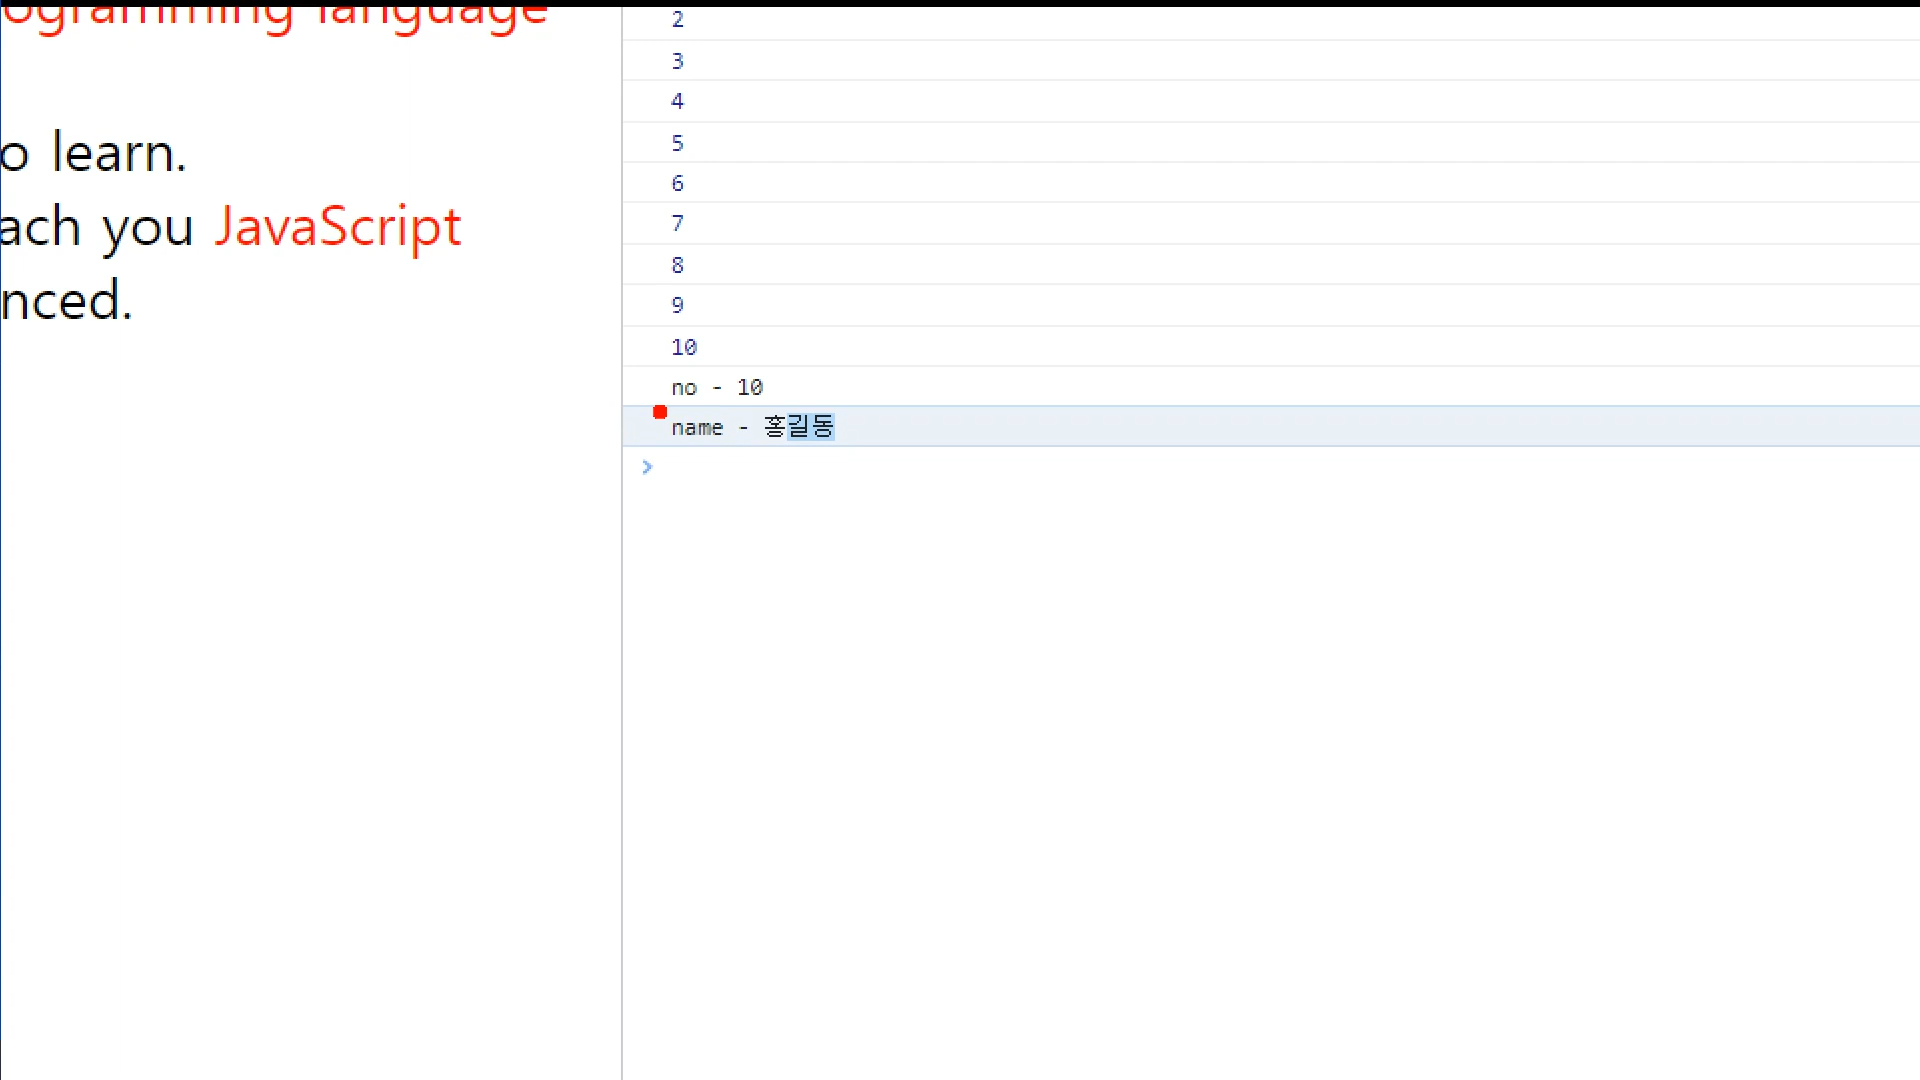 ogramming language
o learn.
ach you JavaScript
nced.
2
3
4
5
6
7
8
9
10
no - 10
name - 홍길동
>